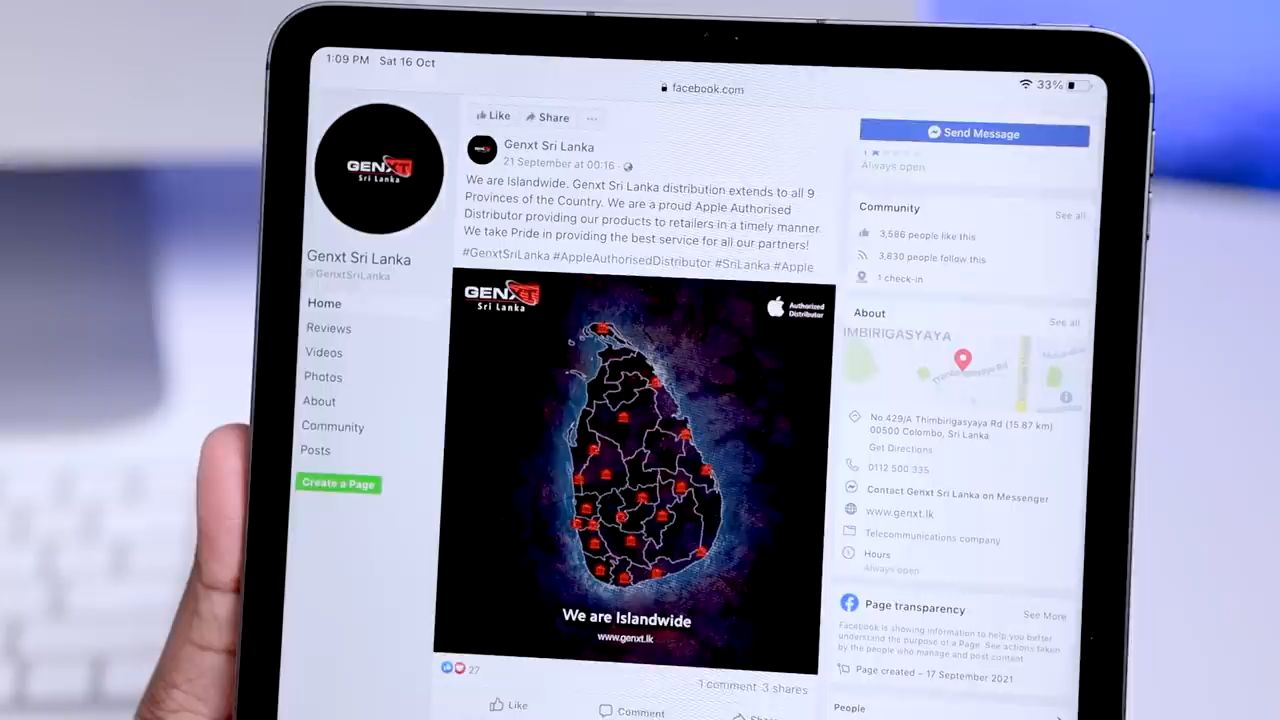 1:09 PM Sat 16 Oct
facebook.com
33%
GENXT
Sri Lanka
Genxt Sri Lanka
@GenxtSriLanka
Home
Reviews
Videos
Photos
About
Community
Posts
Create a Page
Like Share ...
Genxt Sri Lanka
21 September at 00:16
We are Islandwide. Genxt Sri Lanka distribution extends to all 9
Provinces of the Country. We are a proud Apple Authorised
Distributor providing our products to retailers in a timely manner.
We take Pride in providing the best service for all our partners!
#GenxtSriLanka #AppleAuthorisedDistributor #SriLanka #Apple
GENXT
Sri Lanka
Authorized
Distributor
We are Islandwide
www.genxt.lk
27
1 comment 3 shares
Like
Comment
Send Message
Always open
Community
See all
3,586 people like this
3,830 people follow this
1 check-in
About
See all
IMBIRIGASYAYA
Thimbirigasyaya Rd
No.429/A Thimbirigasyaya Rd (15.87 km)
00500 Colombo, Sri Lanka
Get Directions
0112 500 335
Contact Genxt Sri Lanka on Messenger
www.genxt.lk
Telecommunications company
Hours
Always open
Page transparency
See More
Facebook is showing information to help you better
understand the purpose of a Page. See actions taken
by the people who manage and post content.
Page created – 17 September 2021
People